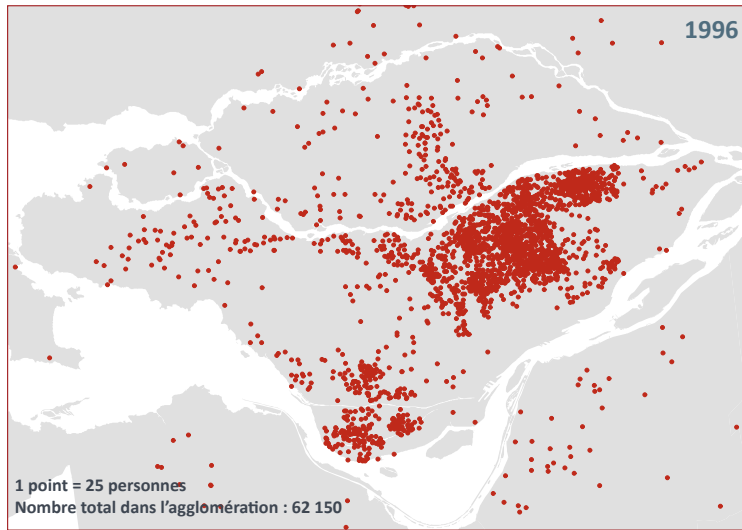 1996
1 point = 25 personnes
Nombre total dans l'agglomération : 62 150